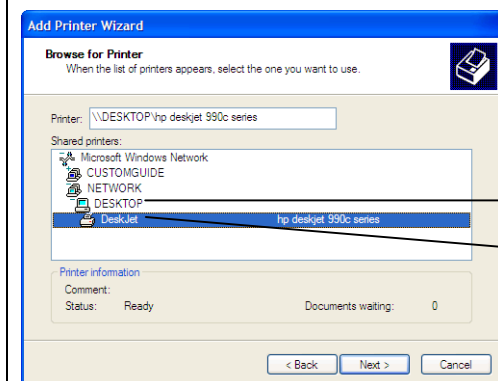 Add Printer Wizard
Browse for Printer
When the list of printers appears, select the one you want to use.
Printer: \\DESKTOP\hp deskjet 990c series
Shared printers:
Microsoft Windows Network
CUSTOMGUIDE
NETWORK
DESKTOP
DeskJet hp deskjet 990c series
Printer information
Comment:
Status: Ready Documents waiting: 0
< Back Next > Cancel